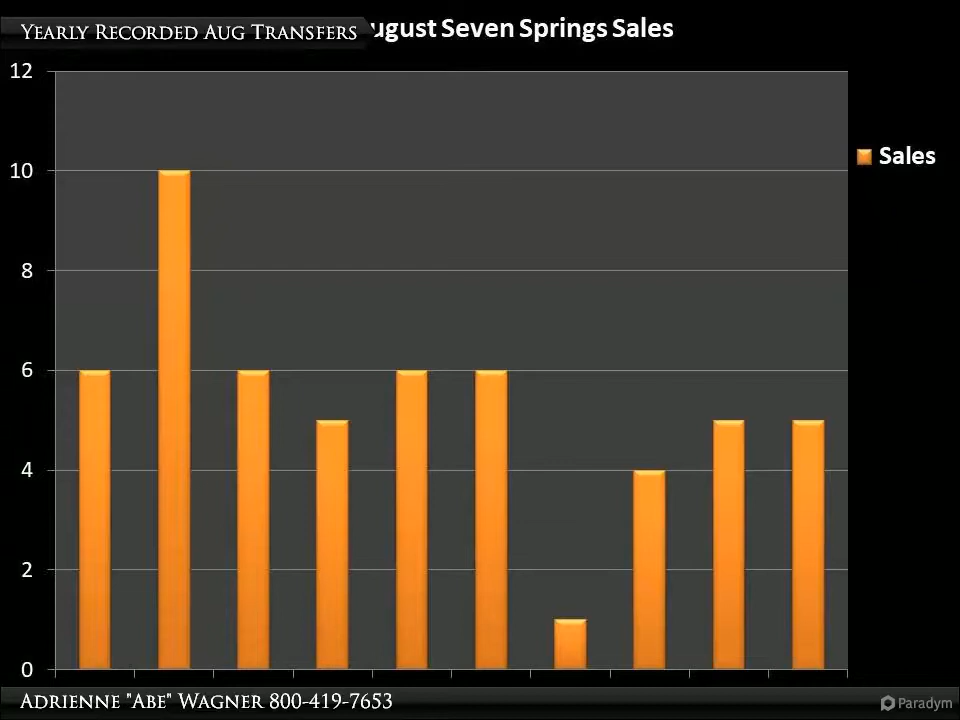 Yearly Recorded Aug Transfers
ugust Seven Springs Sales
12
10
8
6
4
2
0
Sales
Adrienne "Abe" Wagner 800-419-7653
Paradym